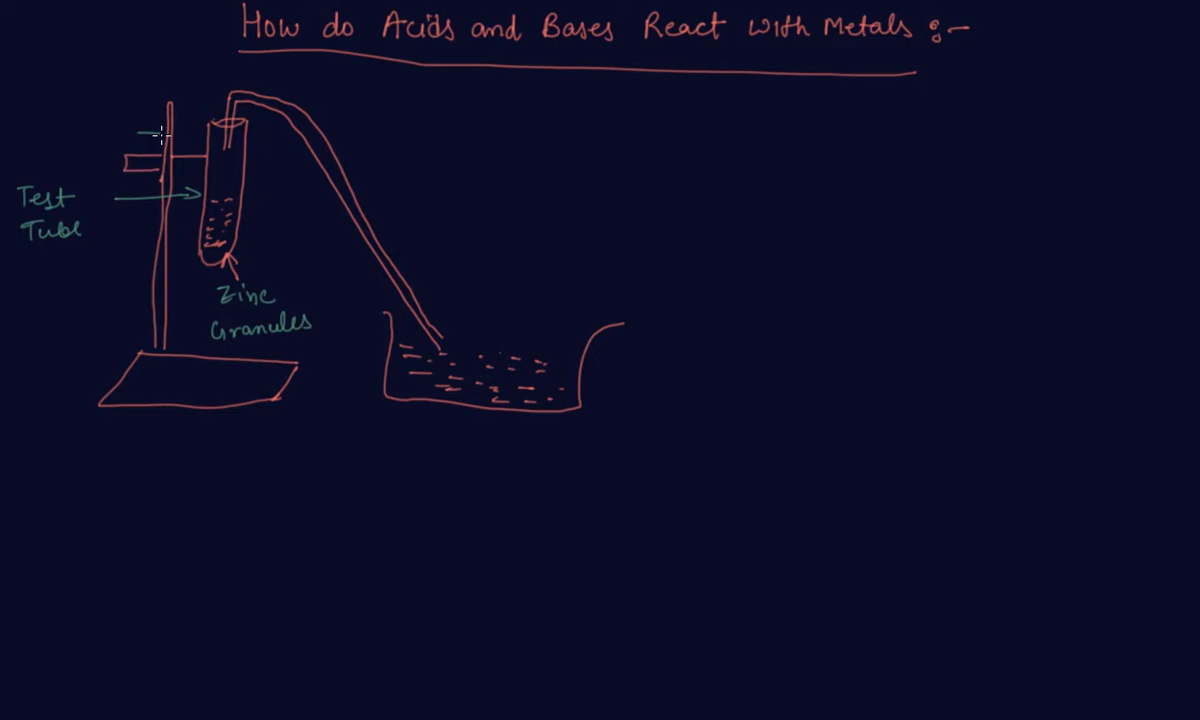 How do Acids and Bases React with Metals :-
Test
Tube
Zinc
Granules